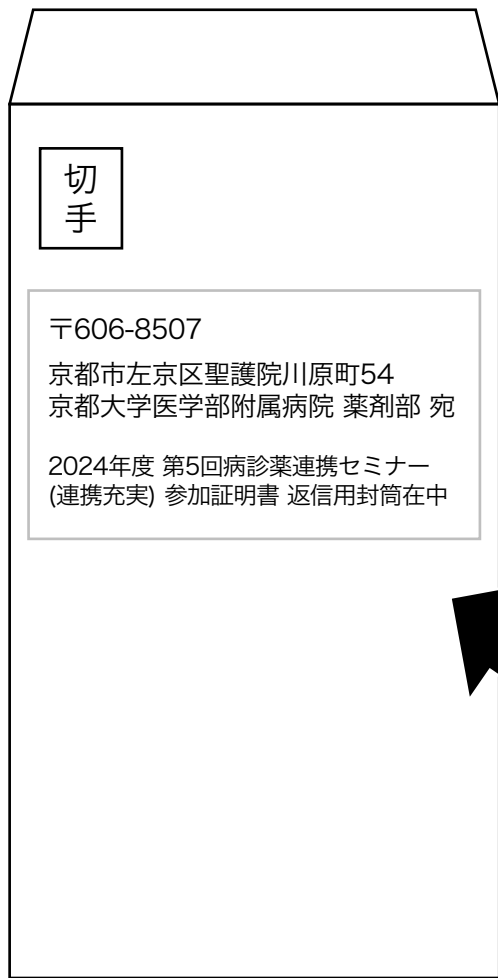 切手
〒606-8507
京都市左京区聖護院川原町54
京都大学医学部附属病院 薬剤部 宛
2024年度 第5回病診薬連携セミナー
(連携充実) 参加証明書 返信用封筒在中